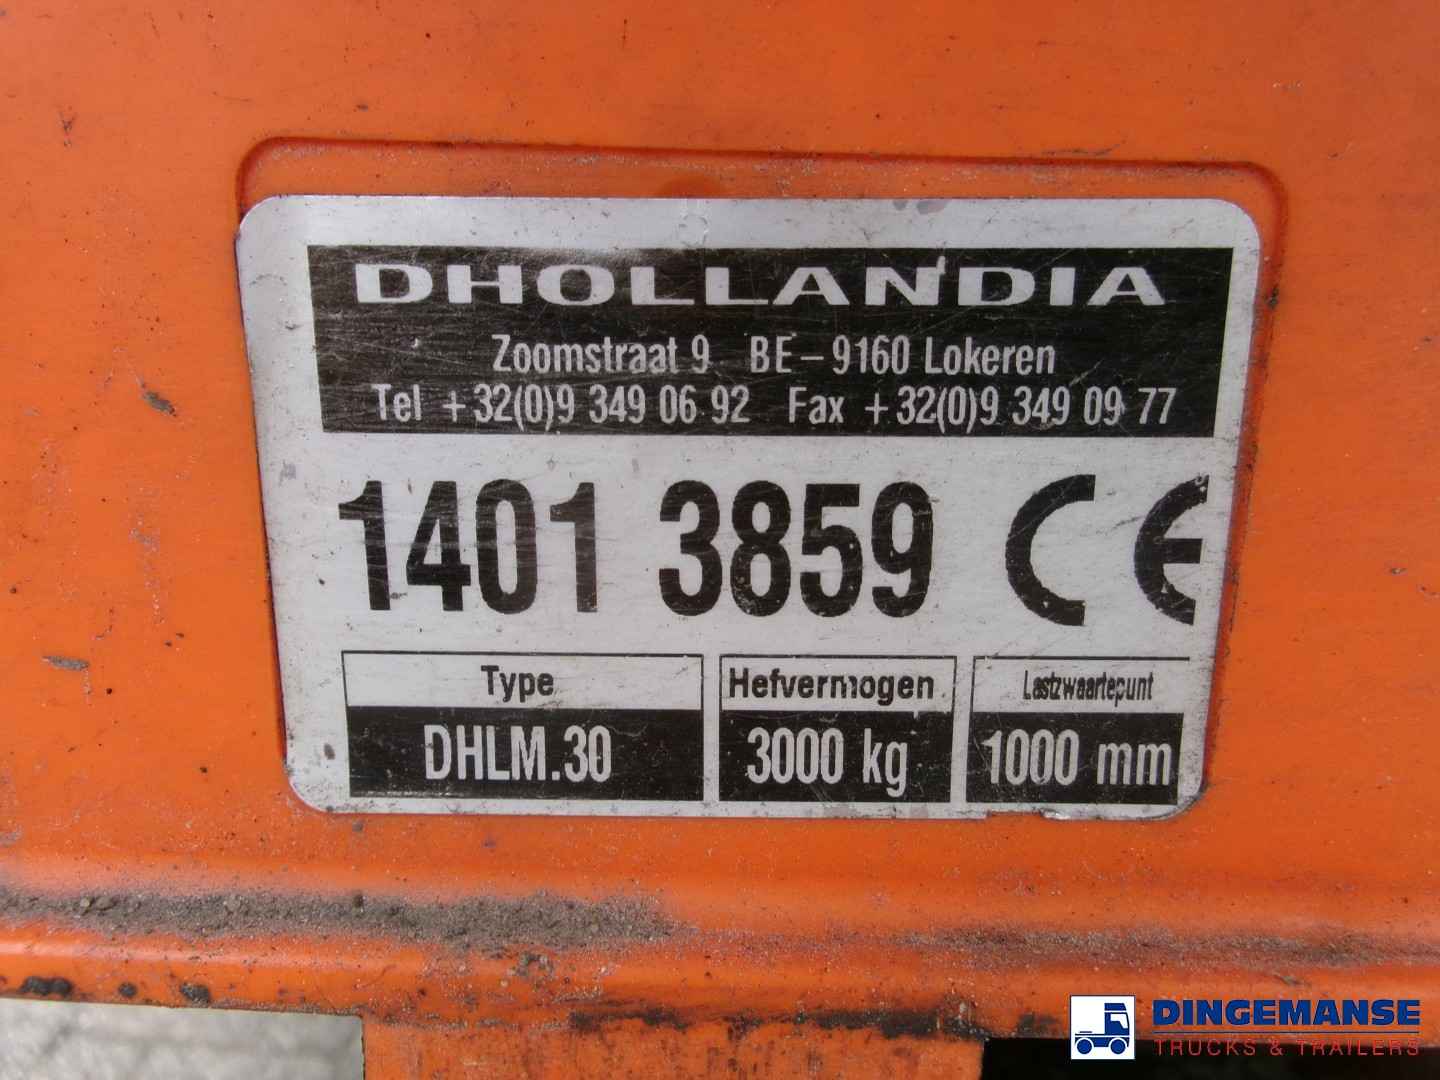 DHOLLANDIA
Zoomstraat 9 BE-9160 Lokeren
Tel +32(0)9 349 06 92 Fax +32(0)9 349 09 77
1401 3859 CE
Type Hefvermogen Lastzwaartepunt
DHLM.30 3000 kg 1000 mm
DINGEMANSE
TRUCKS & TRAILERS